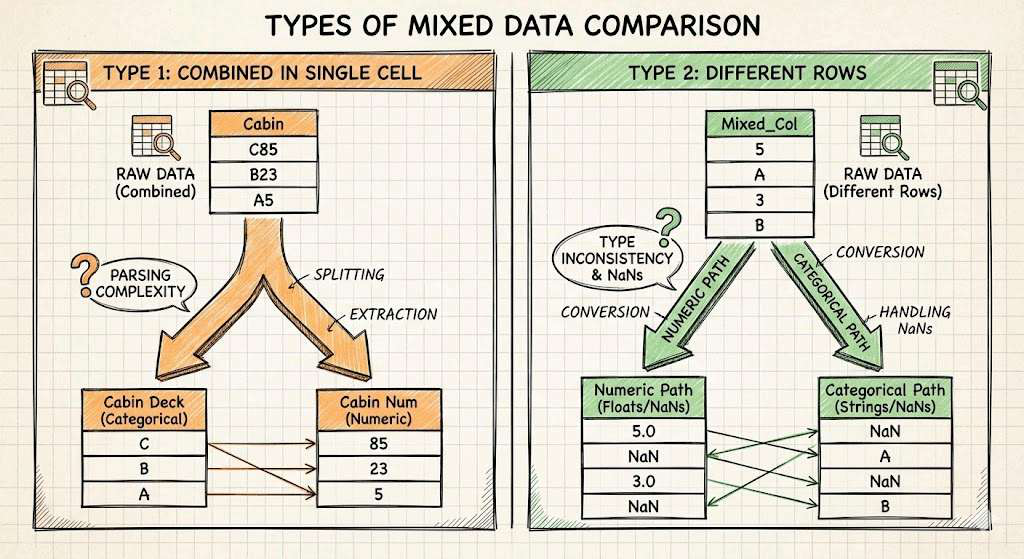 TYPES OF MIXED DATA COMPARISON
TYPE 1: COMBINED IN SINGLE CELL
RAW DATA
(Combined)
Cabin
C85
B23
A5
?
PARSING
COMPLEXITY
SPLITTING
EXTRACTION
Cabin Deck
(Categorical)
C
B
A
Cabin Num
(Numeric)
85
23
5
TYPE 2: DIFFERENT ROWS
Mixed_Col
5
A
3
B
RAW DATA
(Different Rows)
?
TYPE
INCONSISTENCY
& NaNs
CONVERSION
NUMERIC PATH
CATEGORICAL PATH
CONVERSION
HANDLING
NaNs
Numeric Path
(Floats/NaNs)
5.0
NaN
3.0
NaN
Categorical Path
(Strings/NaNs)
NaN
A
NaN
B